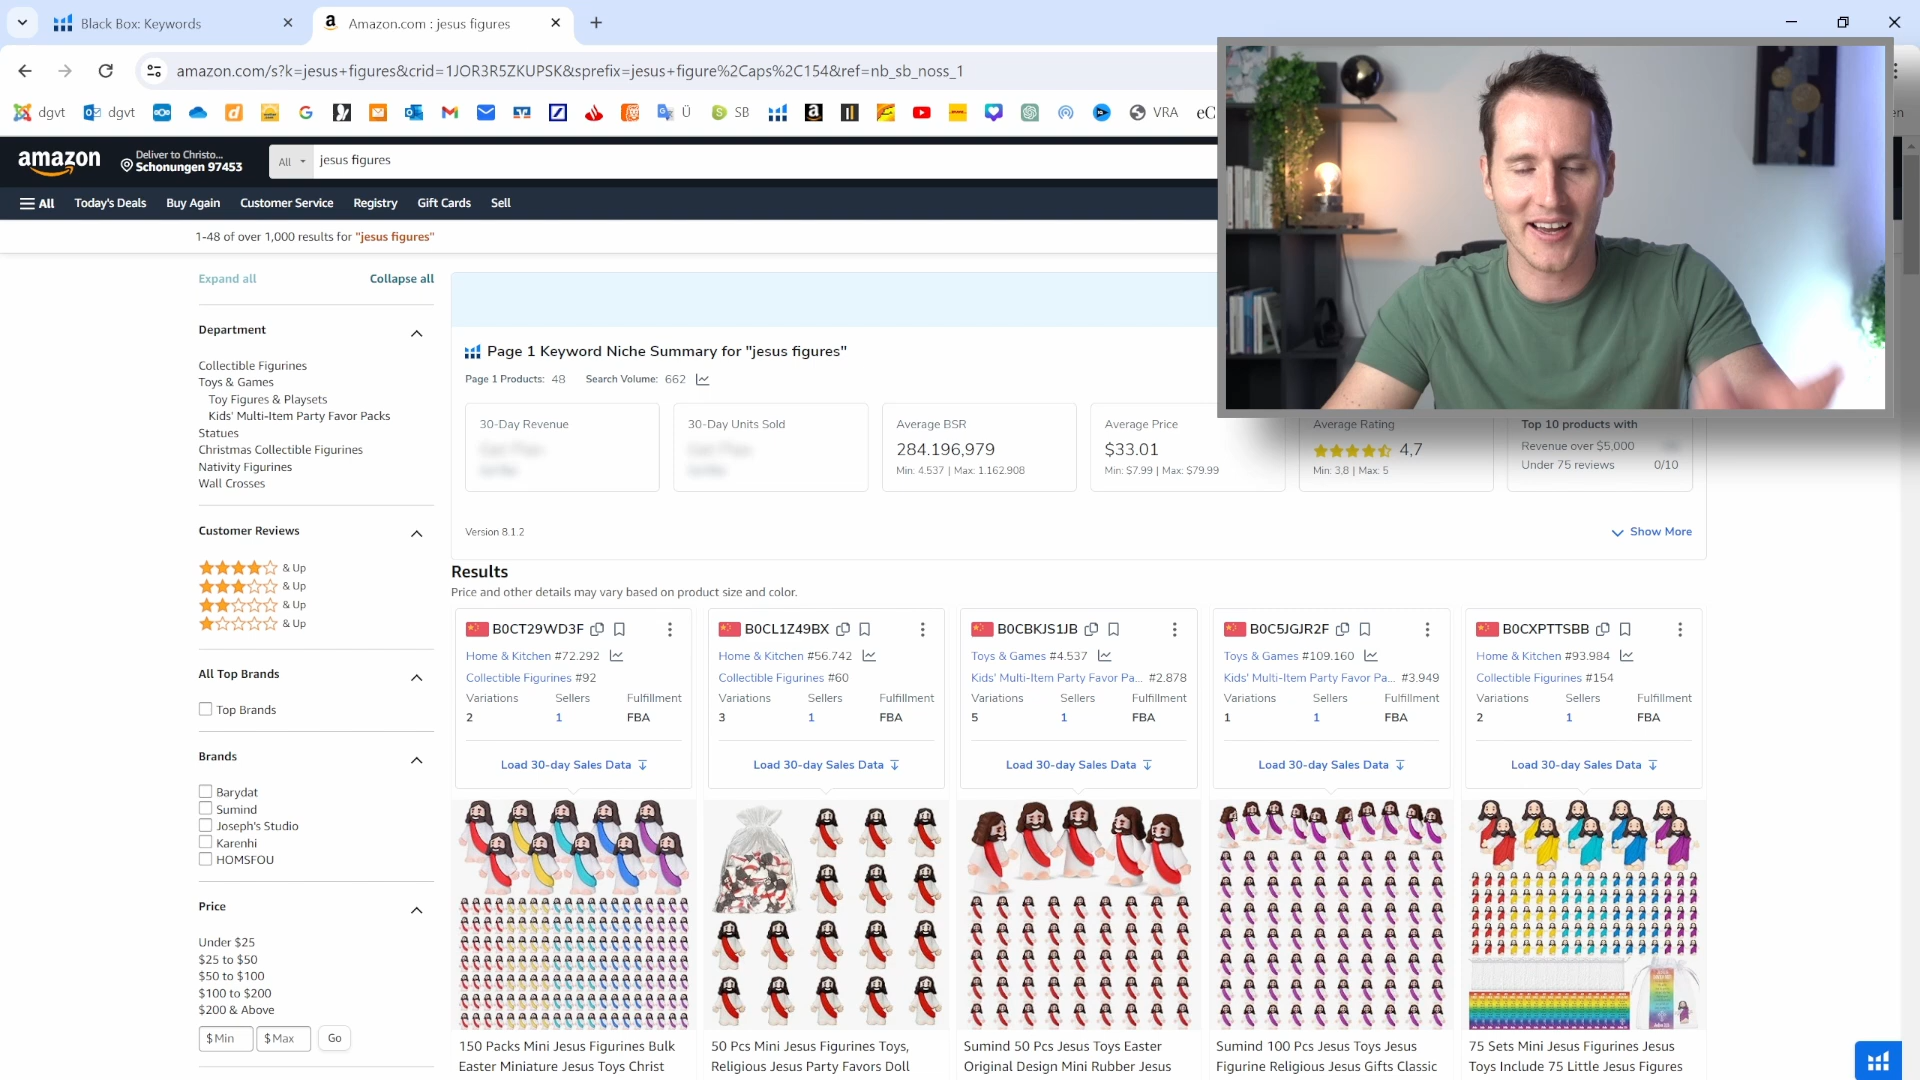 Black Box: Keywords
Amazon.com : jesus figures
amazon.com/s?k=jesus+figures&crid=1JOR3R5ZKUPSK&sprefix=jesus+figure%2Caps%2C154&ref=nb_sb_noss_1
dgvt
dgvt
Ü
SB
VRA
eC
en
amazon
Deliver to Christo...
Schonungen 97453
All
jesus figures
All
Today's Deals
Buy Again
Customer Service
Registry
Gift Cards
Sell
1-48 of over 1,000 results for "jesus figures"
Expand all
Collapse all
Department
Collectible Figurines
Toys & Games
Toy Figures & Playsets
Kids' Multi-Item Party Favor Packs
Statues
Christmas Collectible Figurines
Nativity Figurines
Wall Crosses
Customer Reviews
& Up
& Up
& Up
& Up
All Top Brands
Top Brands
Brands
Barydat
Sumind
Joseph's Studio
Karenhi
HOMSFOU
Price
Under $25
$25 to $50
$50 to $100
$100 to $200
$200 & Above
$ Min
$ Max
Go
Page 1 Keyword Niche Summary for "jesus figures"
Page 1 Products: 48
Search Volume: 662
30-Day Revenue
30-Day Units Sold
Average BSR
284.196,979
Min: 4.537 | Max: 1.162.908
Average Price
$33.01
Min: $7.99 | Max: $79.99
Average Rating
4,7
Min: 3,8 | Max: 5
Top 10 products with
Revenue over $5,000
Under 75 reviews 0/10
Version 8.1.2
Show More
Results
Price and other details may vary based on product size and color.
B0CT29WD3F
Home & Kitchen #72.292
Collectible Figurines #92
Variations Sellers Fulfillment
2 1 FBA
Load 30-day Sales Data
150 Packs Mini Jesus Figurines Bulk
Easter Miniature Jesus Toys Christ
B0CL1Z49BX
Home & Kitchen #56.742
Collectible Figurines #60
Variations Sellers Fulfillment
3 1 FBA
Load 30-day Sales Data
50 Pcs Mini Jesus Figurines Toys,
Religious Jesus Party Favors Doll
B0CBKJS1JB
Toys & Games #4.537
Kids' Multi-Item Party Favor Pa... #2.878
Variations Sellers Fulfillment
5 1 FBA
Load 30-day Sales Data
Sumind 50 Pcs Jesus Toys Easter
Original Design Mini Rubber Jesus
B0C5JGJR2F
Toys & Games #109.160
Kids' Multi-Item Party Favor Pa... #3.949
Variations Sellers Fulfillment
1 1 FBA
Load 30-day Sales Data
Sumind 100 Pcs Jesus Toys Jesus
Figurine Religious Jesus Gifts Classic
B0CXPTTSBB
Home & Kitchen #93.984
Collectible Figurines #154
Variations Sellers Fulfillment
2 1 FBA
Load 30-day Sales Data
75 Sets Mini Jesus Figurines Jesus
Toys Include 75 Little Jesus Figures